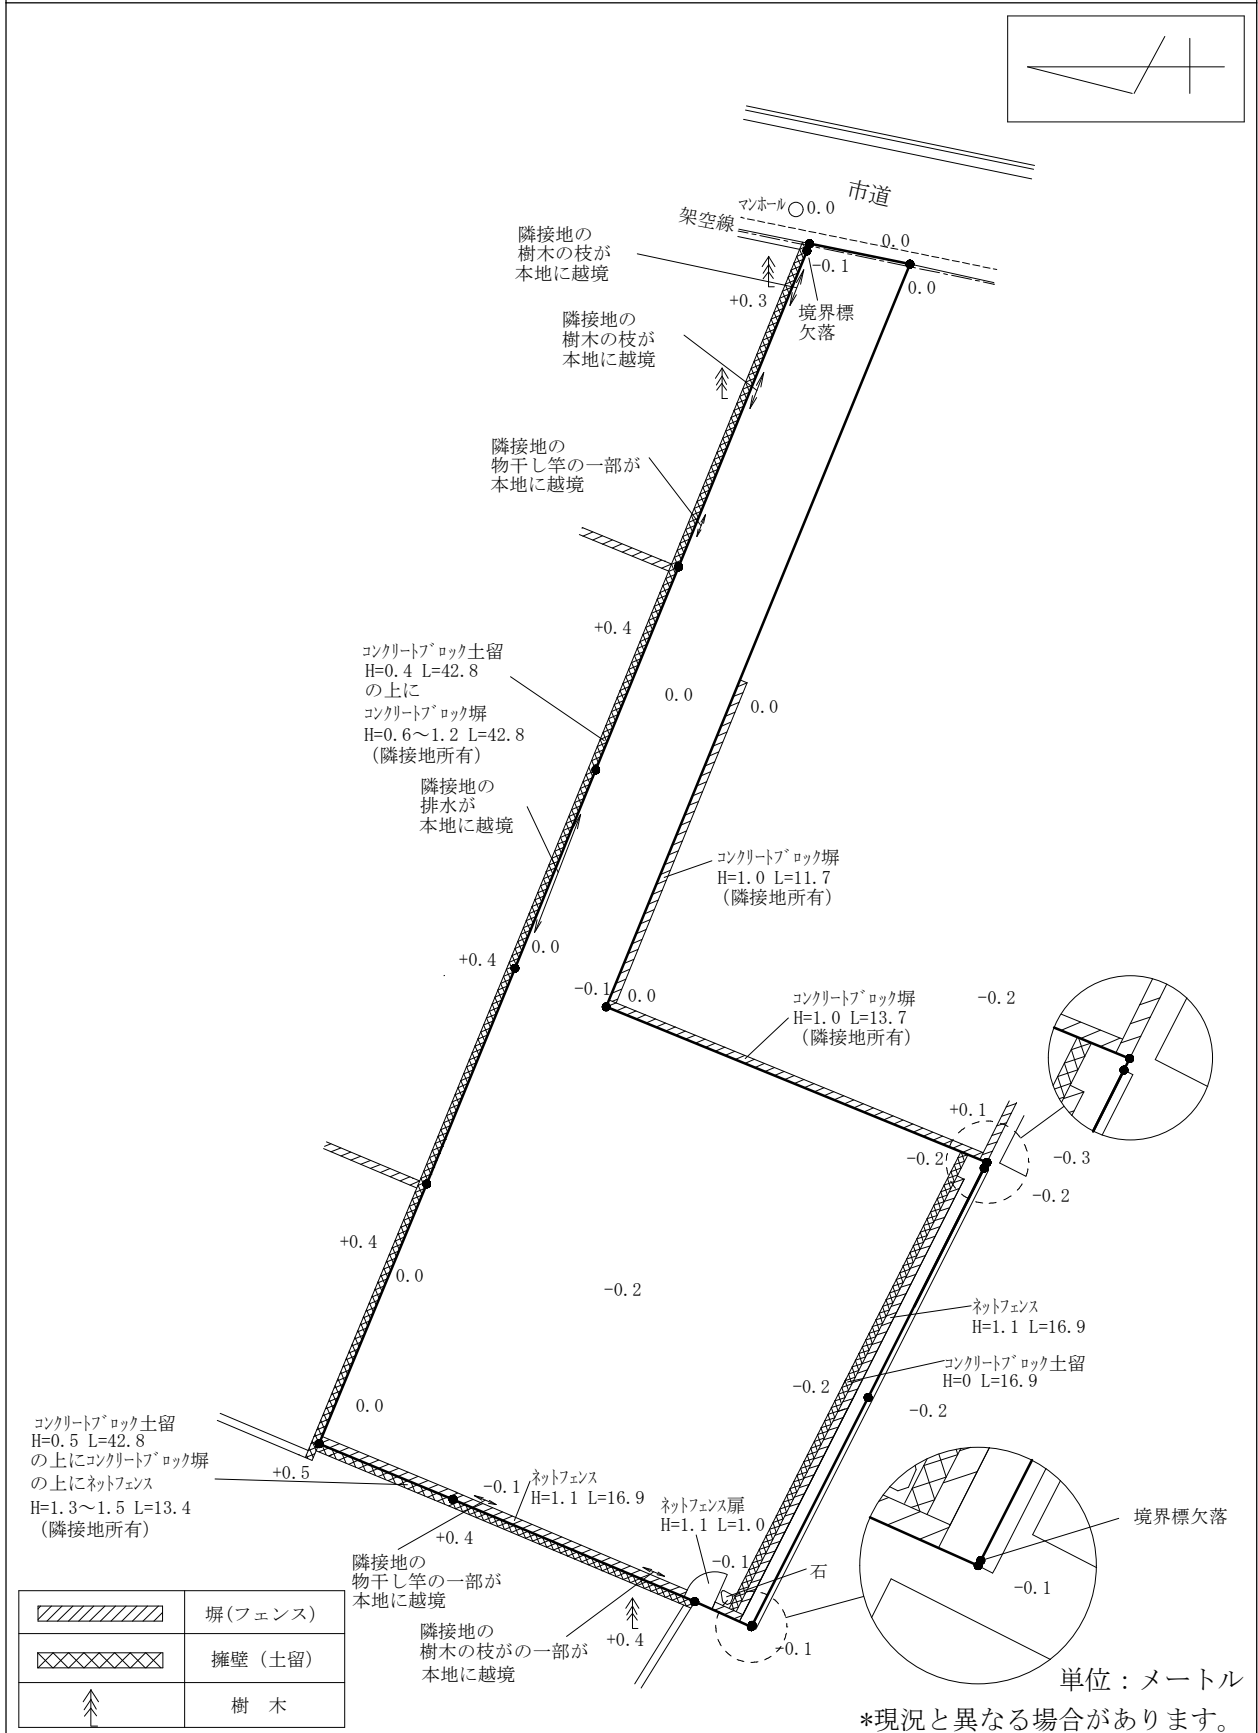 市道
マンホール 0.0
架空線
0.0
隣接地の
樹木の枝が
本地に越境
-0.1
0.0
+0.3
境界標
欠落
隣接地の
樹木の枝が
本地に越境
隣接地の
物干し竿の一部が
本地に越境
+0.4
コンクリートブロック土留
H=0.4 L=42.8
の上に
コンクリートブロック塀
H=0.6～1.2 L=42.8
(隣接地所有)
0.0
0.0
隣接地の
排水が
本地に越境
コンクリートブロック塀
H=1.0 L=11.7
(隣接地所有)
+0.4
0.0
-0.1
0.0
コンクリートブロック塀
H=1.0 L=13.7
(隣接地所有)
-0.2
+0.1
-0.2
-0.3
-0.2
+0.4
0.0
-0.2
ネットフェンス
H=1.1 L=16.9
コンクリートブロック土留
H=0 L=16.9
-0.2
-0.2
0.0
コンクリートブロック土留
H=0.5 L=42.8
の上にコンクリートブロック塀
の上にネットフェンス
H=1.3～1.5 L=13.4
(隣接地所有)
+0.5
-0.1
ネットフェンス
H=1.1 L=16.9
ネットフェンス扉
H=1.1 L=1.0
+0.4
-0.1
石
境界標欠落
-0.1
隣接地の
物干し竿の一部が
本地に越境
隣接地の
樹木の枝がの一部が
本地に越境
+0.4
-0.1
塀(フェンス)
擁壁（土留）
樹 木
単位：メートル
*現況と異なる場合があります。